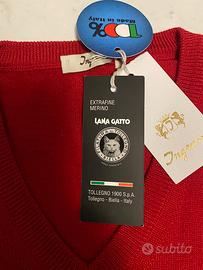 100%
Made in Italy
EXTRAFINE
MERINO
LANA GATTO
TOLLEGNO 1900 S.p.A.
Tollegno - Biella - Italy
subito